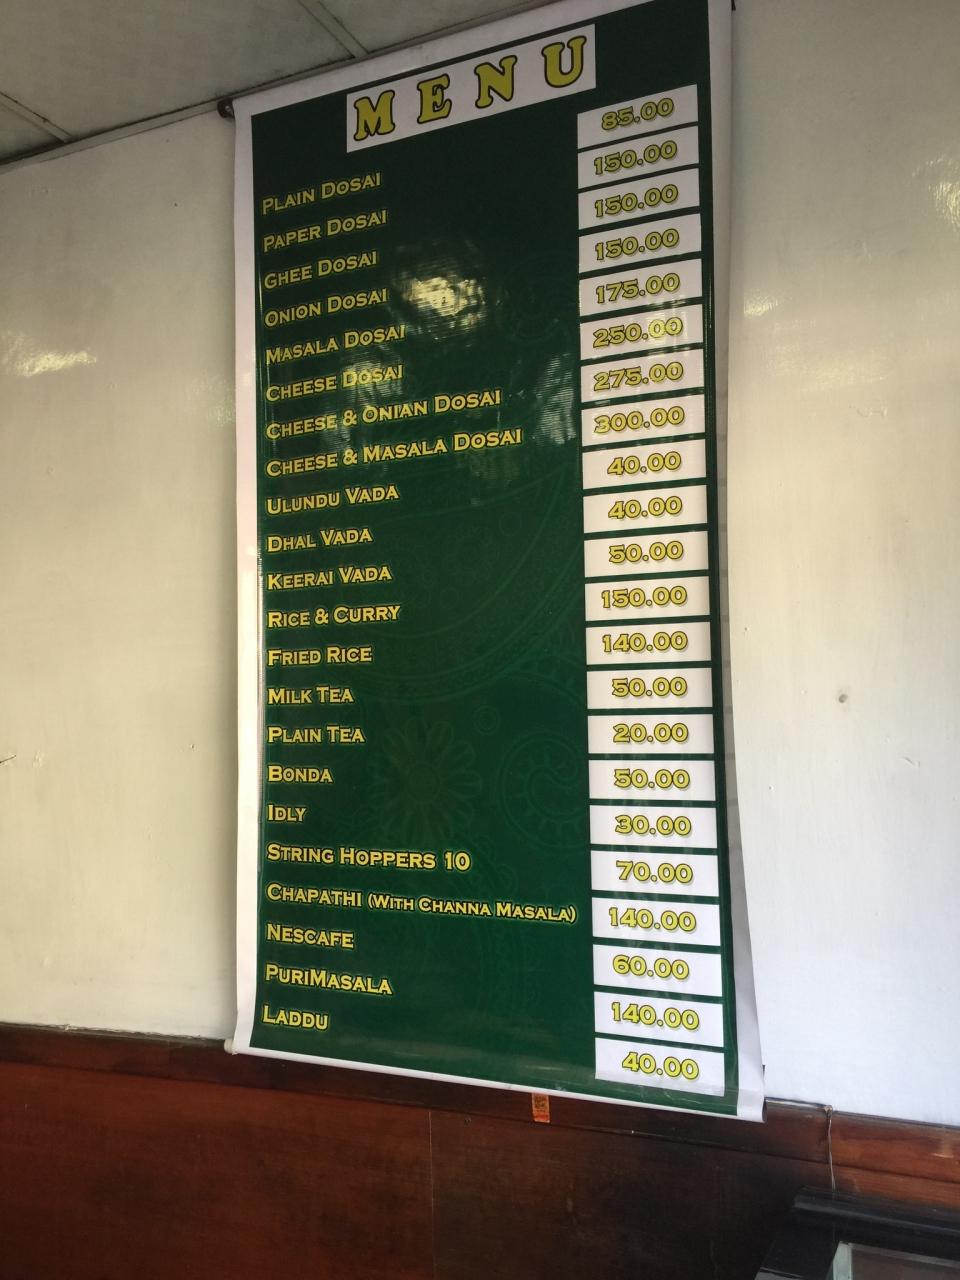 MENU
PLAIN DOSAI 85.00
PAPER DOSAI 150.00
GHEE DOSAI 150.00
ONION DOSAI 150.00
MASALA DOSAI 175.00
CHEESE DOSAI 250.00
CHEESE & ONIAN DOSAI 275.00
CHEESE & MASALA DOSAI 300.00
ULUNDU VADA 40.00
DHAL VADA 40.00
KEERAI VADA 50.00
RICE & CURRY 150.00
FRIED RICE 140.00
MILK TEA 50.00
PLAIN TEA 20.00
BONDA 50.00
IDLY 30.00
STRING HOPPERS 10 70.00
CHAPATHI (WITH CHANNA MASALA) 140.00
NESCAFE 60.00
PURIMASALA 140.00
LADDU 40.00